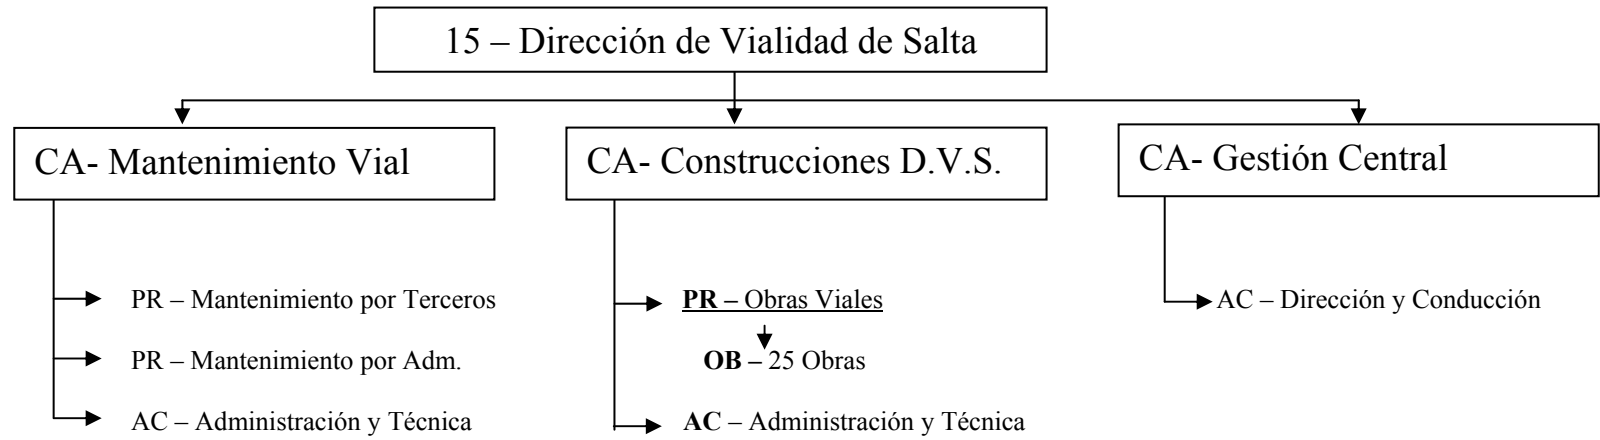 15 – Dirección de Vialidad de Salta
CA- Mantenimiento Vial
PR – Mantenimiento por Terceros
PR – Mantenimiento por Adm.
AC – Administración y Técnica
CA- Construcciones D.V.S.
PR – Obras Viales
OB – 25 Obras
AC – Administración y Técnica
CA- Gestión Central
AC – Dirección y Conducción